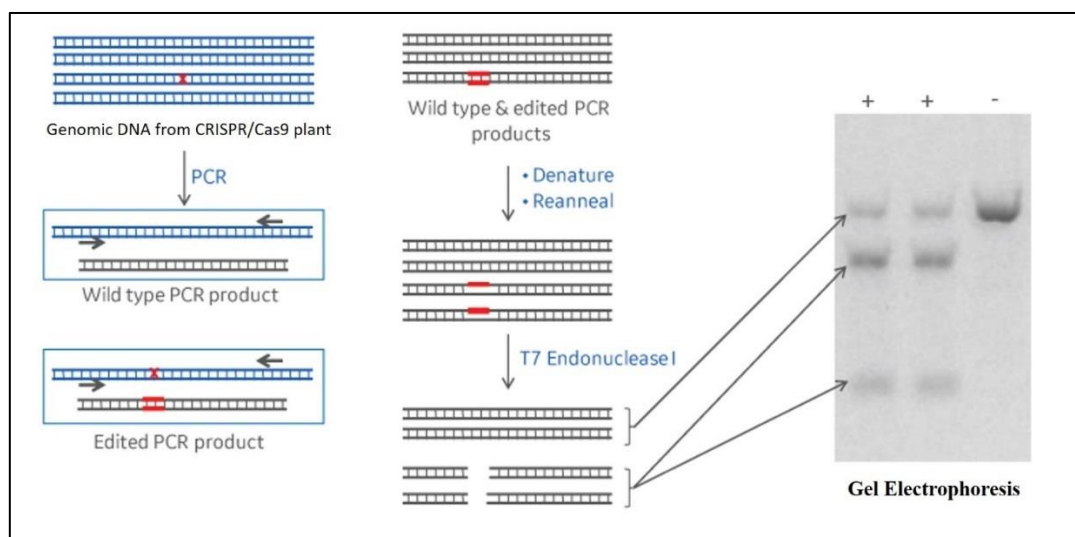 Genomic DNA from CRISPR/Cas9 plant
PCR
Wild type PCR product
Edited PCR product
Wild type & edited PCR
products
• Denature
• Reanneal
T7 Endonuclease I
+ + -
Gel Electrophoresis